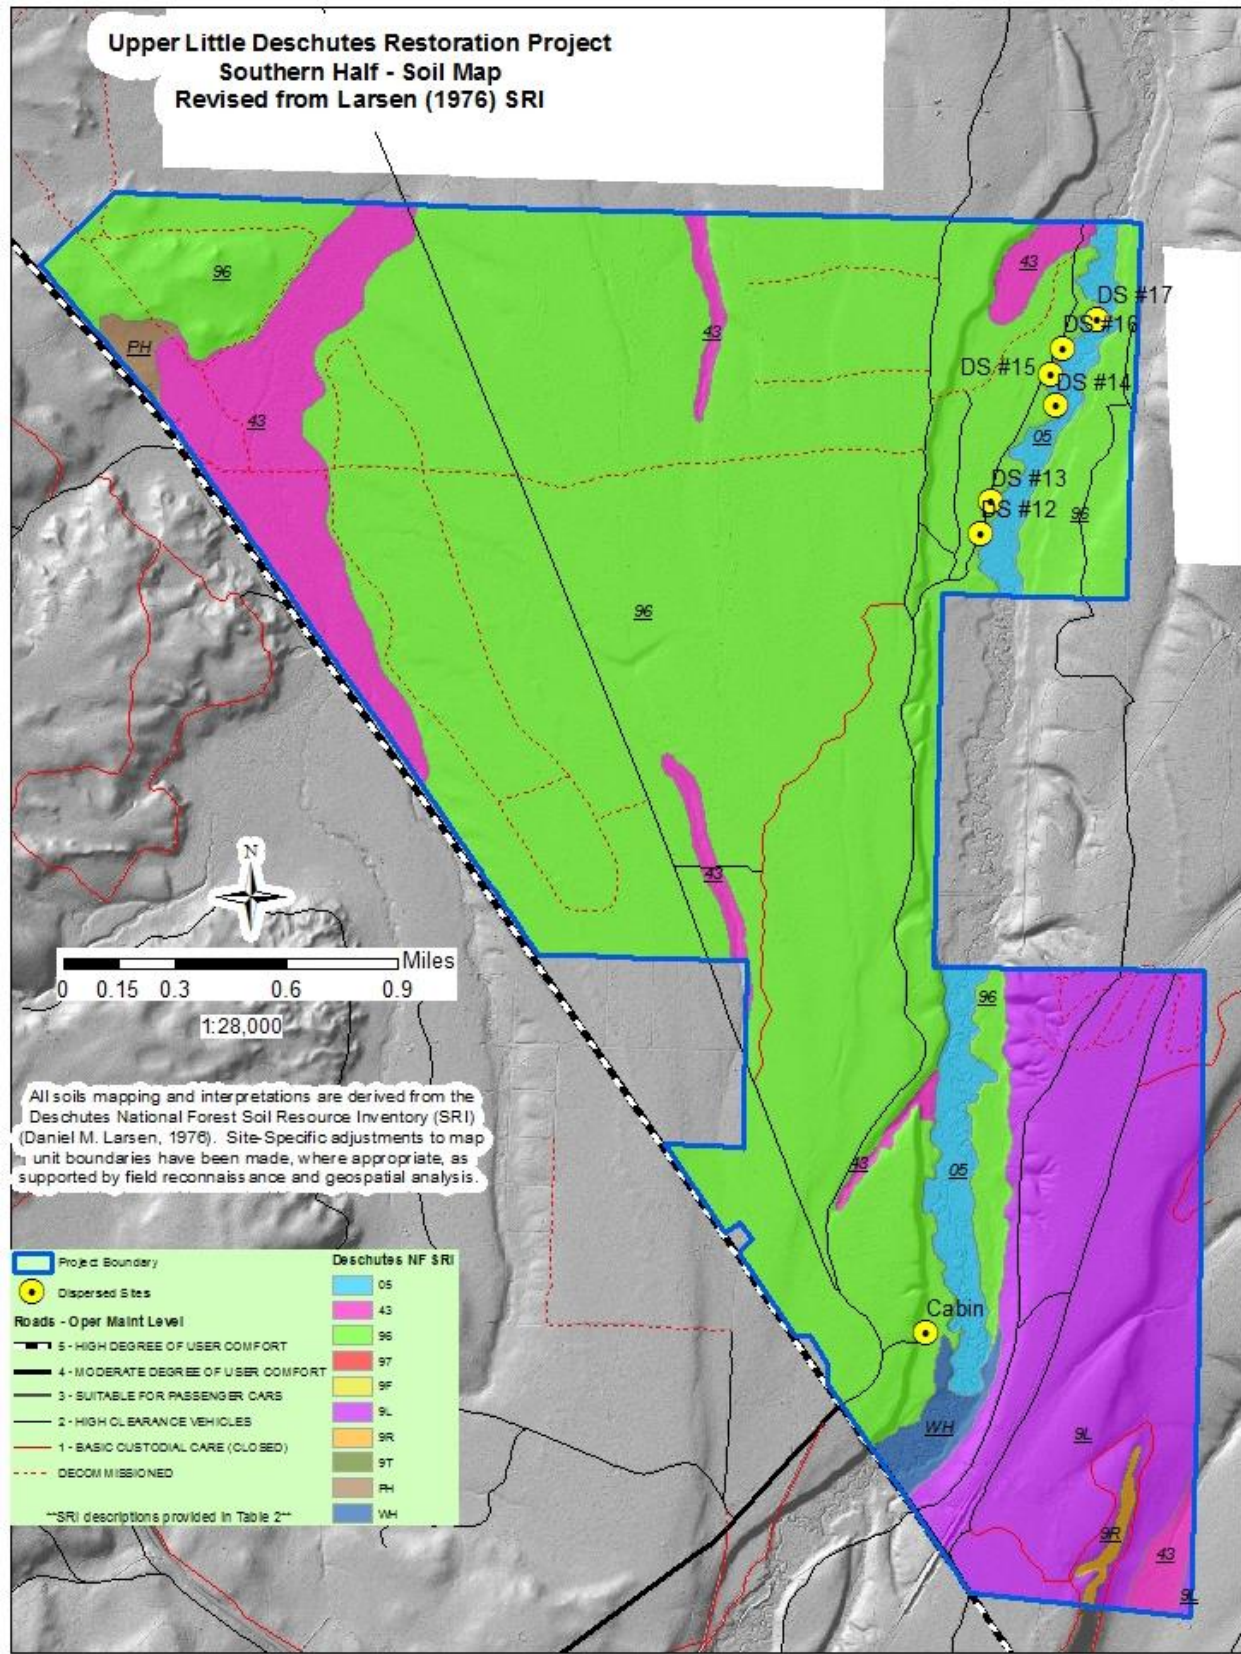 Upper Little Deschutes Restoration Project
Southern Half - Soil Map
Revised from Larsen (1976) SRI
96
43
43
DS #17
DS #16
PH
43
DS #15
DS #14
43
05
DS #13
96
DS #12
96
43
N
Miles
0 0.15 0.3 0.6 0.9
96
1:28,000
All soils mapping and interpretations are derived from the
Deschutes National Forest Soil Resource Inventory (SRI)
(Daniel M. Larsen, 1976). Site-Specific adjustments to map
unit boundaries have been made, where appropriate, as
supported by field reconnaissance and geospatial analysis.
43
05
Cabin
WH
9L
9R
43
9L
Project Boundary
Dispersed Sites
Roads - Oper Maint Level
5 - HIGH DEGREE OF USER COMFORT
4 - MODERATE DEGREE OF USER COMFORT
3 - SUITABLE FOR PASSENGER CARS
2 - HIGH CLEARANCE VEHICLES
1 - BASIC CUSTODIAL CARE (CLOSED)
DECOMMISSIONED
**SRI descriptions provided in Table 2**
Deschutes NF SRI
05
43
96
97
9F
9L
9R
9T
PH
WH